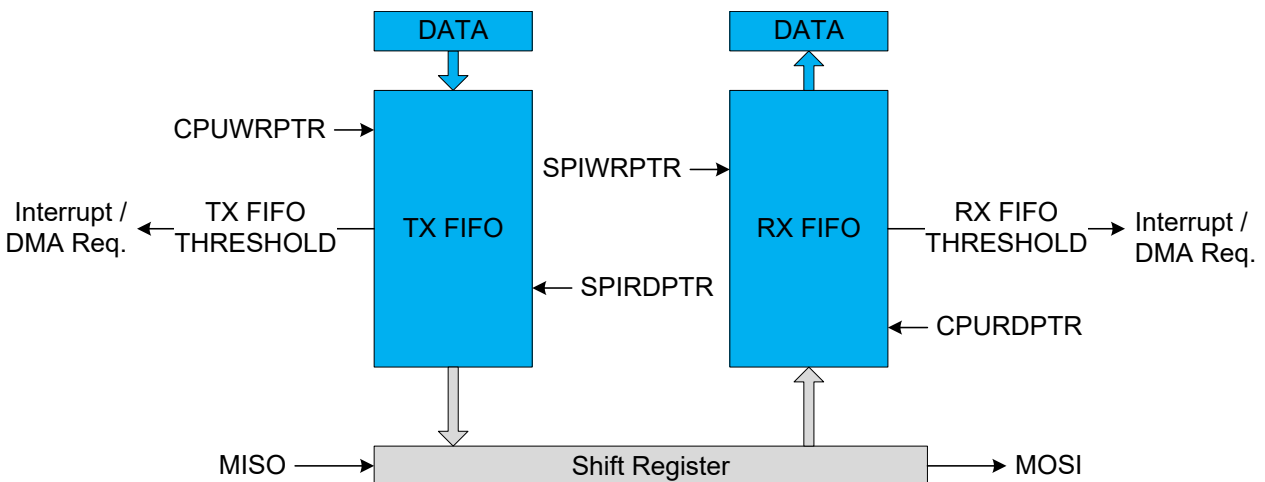 DATA
DATA
CPUWRPTR
SPIWRPTR
Interrupt /
DMA Req.
TX FIFO
THRESHOLD
TX FIFO
RX FIFO
RX FIFO
THRESHOLD
Interrupt /
DMA Req.
SPIRDPTR
CPURDPTR
MISO
Shift Register
MOSI